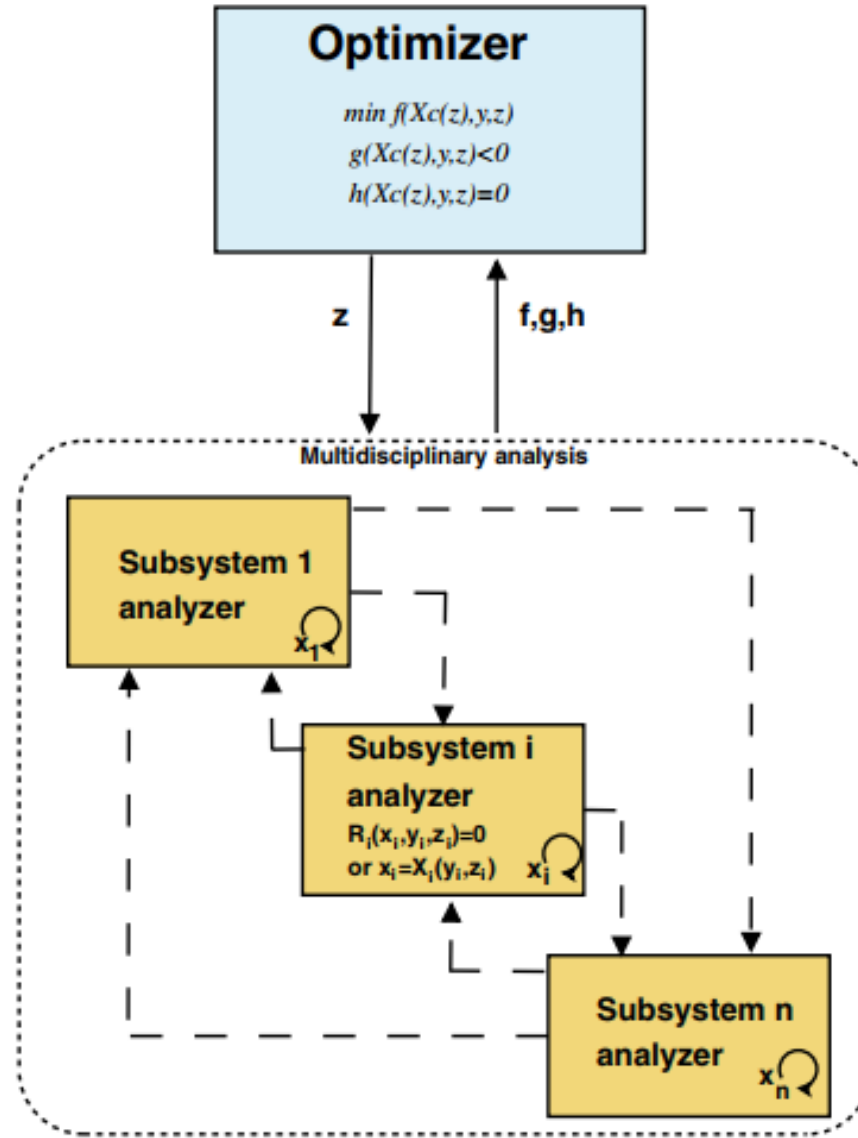 Optimizer
min f(Xc(z),y,z)
g(Xc(z),y,z)<0
h(Xc(z),y,z)=0
z
f,g,h
Multidisciplinary analysis
Subsystem 1
analyzer
x₁
Subsystem i
analyzer
Rᵢ(xᵢ,yᵢ,zᵢ)=0
or xᵢ=Xᵢ(yᵢ,zᵢ)
xᵢ
Subsystem n
analyzer
xₙ